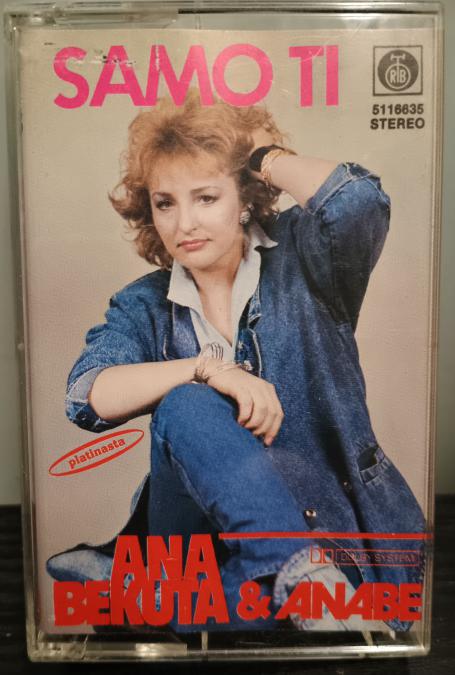 SAMO TI
RTB
5116635
STEREO
platinasta
DOLBY SYSTEM
ANA
BEKUTA & ANABE